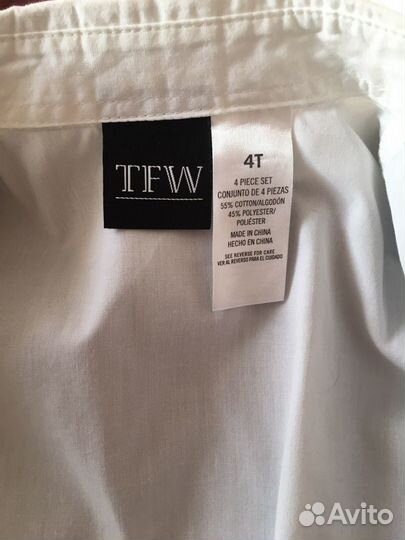 TFW
4T
4 PIECE SET
CONJUNTO DE 4 PIEZAS
55% COTTON/ALGODÓN
45% POLYESTER/
POLIÉSTER
MADE IN CHINA
HECHO EN CHINA
SEE REVERSE FOR CARE
VER AL REVERSO PARA EL CUIDADO
Avito